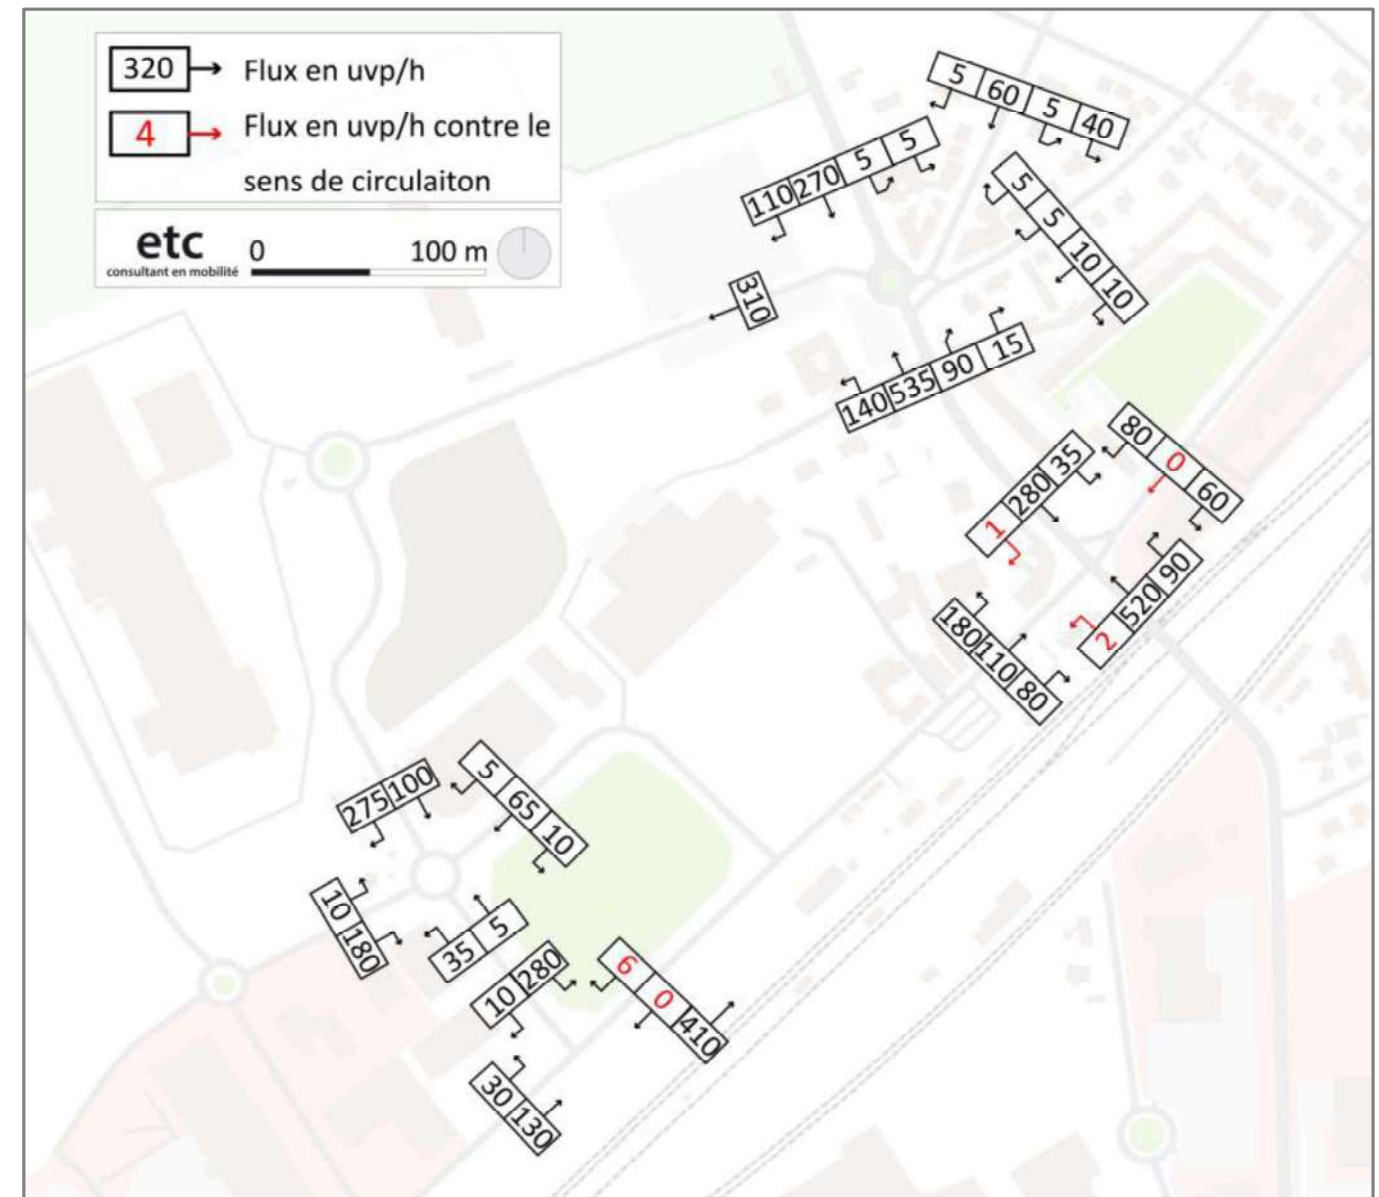 320 Flux en uvp/h
4 Flux en uvp/h contre le
sens de circulaiton
etc
consultant en mobilité
0 100 m
5 60 5 40
110 270 5 5
5 5 10 10
310
140 535 90 15
80 0 60
1 280 35
2 520 90
180 110 80
275 100
5 65 10
10 180
35 5
10 280
6 0 410
30 130